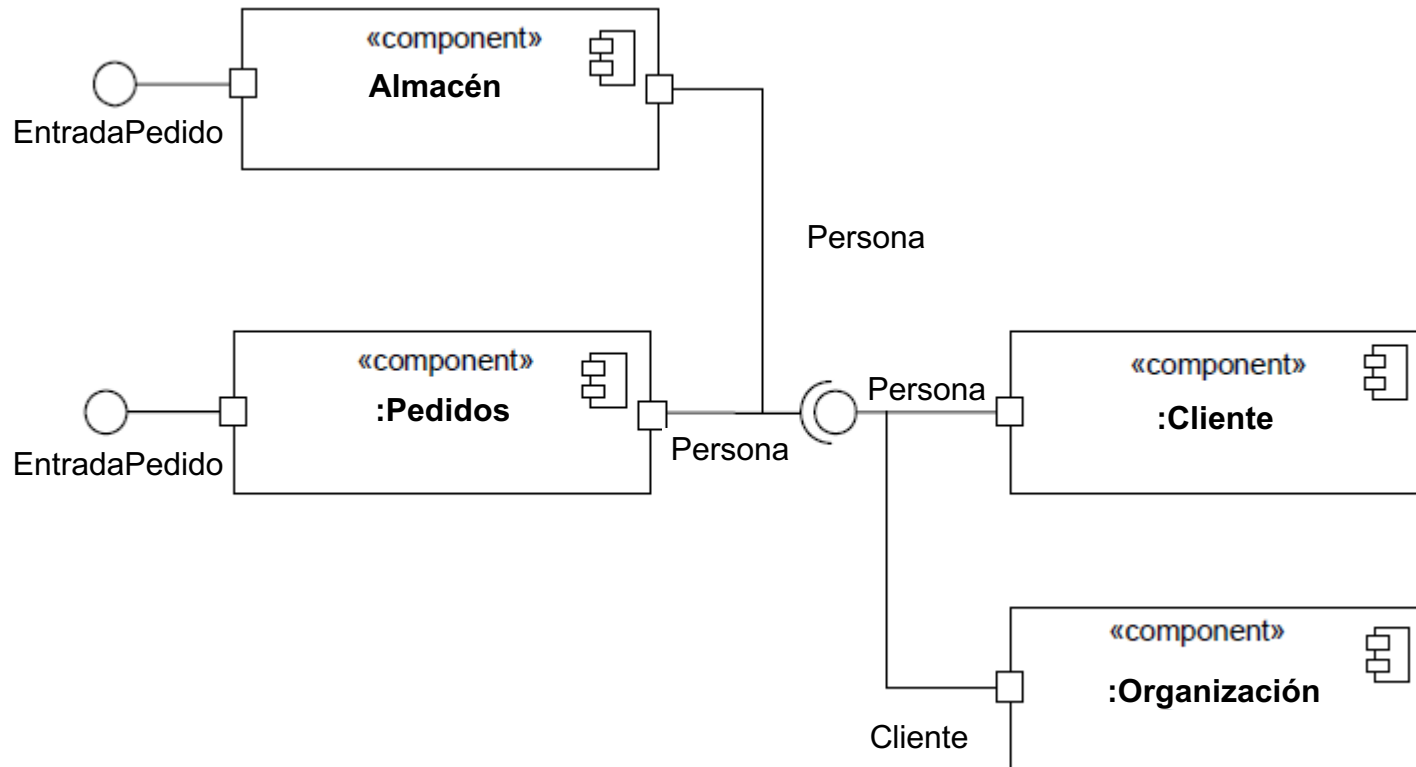 «component»
Almacén
EntradaPedido
Persona
«component»
:Pedidos
EntradaPedido
Persona
Persona
«component»
:Cliente
«component»
:Organización
Cliente